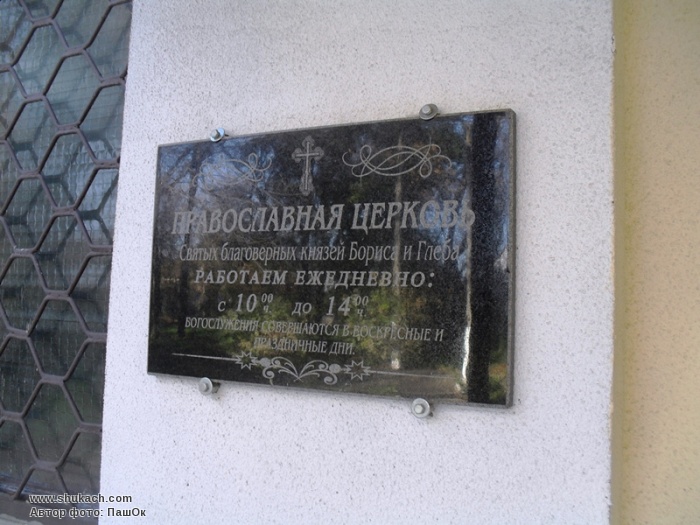 ПРАВОСЛАВНАЯ ЦЕРКОВЬ
Святых благоверных князей Бориса и Глеба
РАБОТАЕМ ЕЖЕДНЕВНО:
с 10 00 ч. до 14 00 ч.
БОГОСЛУЖЕНИЯ СОВЕРШАЮТСЯ В ВОСКРЕСНЫЕ И
ПРАЗДНИЧНЫЕ ДНИ.
www.shukach.com
Автор фото: ПашОк